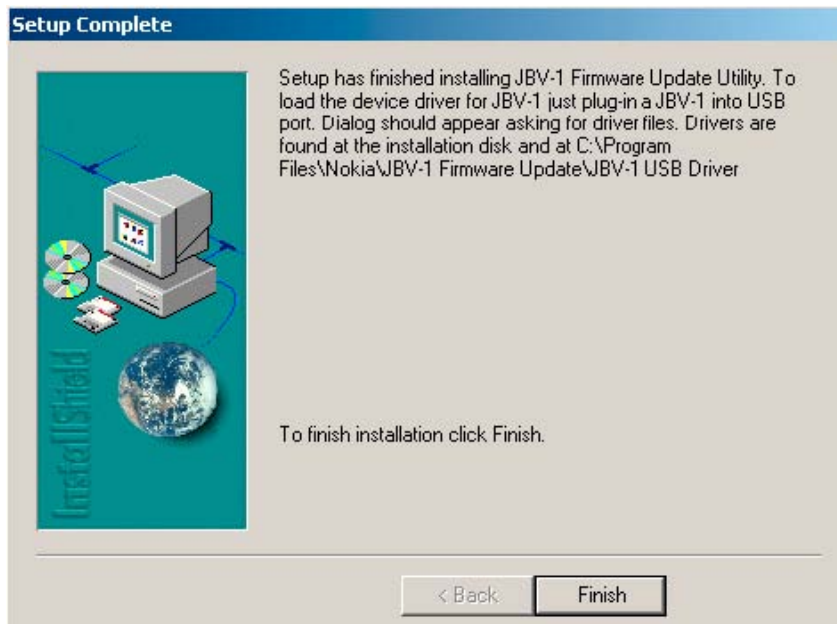 Setup Complete
Setup has finished installing JBV-1 Firmware Update Utility. To
load the device driver for JBV-1 just plug-in a JBV-1 into USB
port. Dialog should appear asking for driver files. Drivers are
found at the installation disk and at C:\Program
Files\Nokia\JBV-1 Firmware Update\JBV-1 USB Driver
InstallShield
To finish installation click Finish.
< Back
Finish